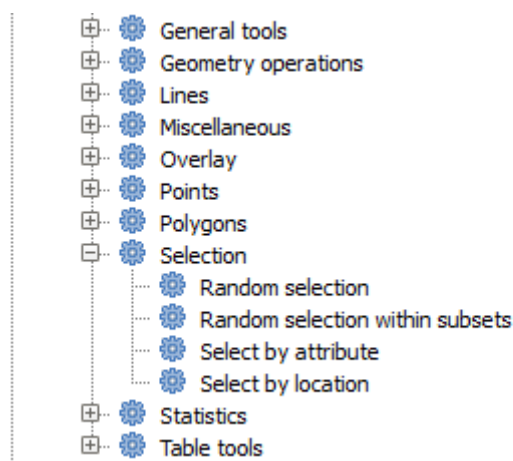 General tools
Geometry operations
Lines
Miscellaneous
Overlay
Points
Polygons
Selection
Random selection
Random selection within subsets
Select by attribute
Select by location
Statistics
Table tools